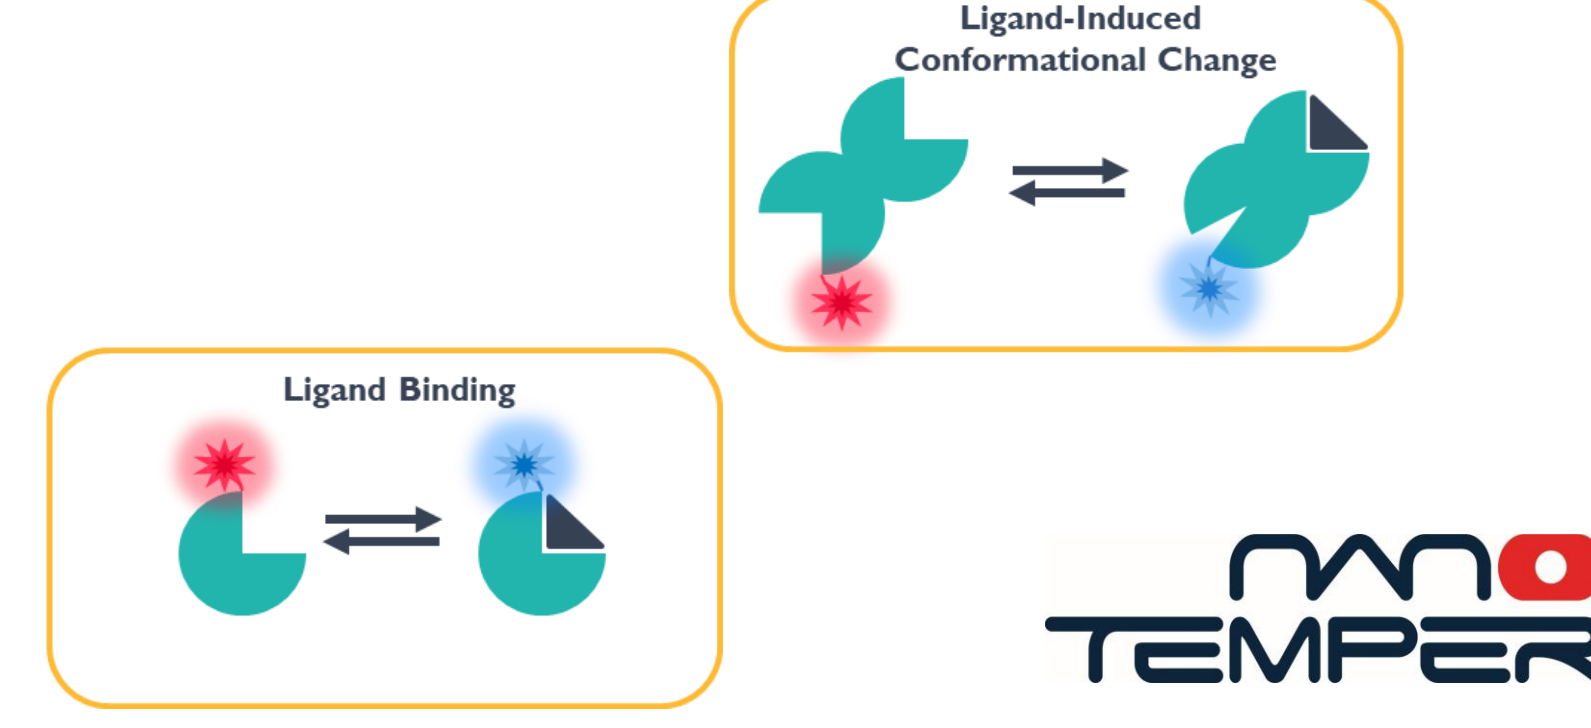 Ligand-Induced
Conformational Change
Ligand Binding
NANO
TEMPER